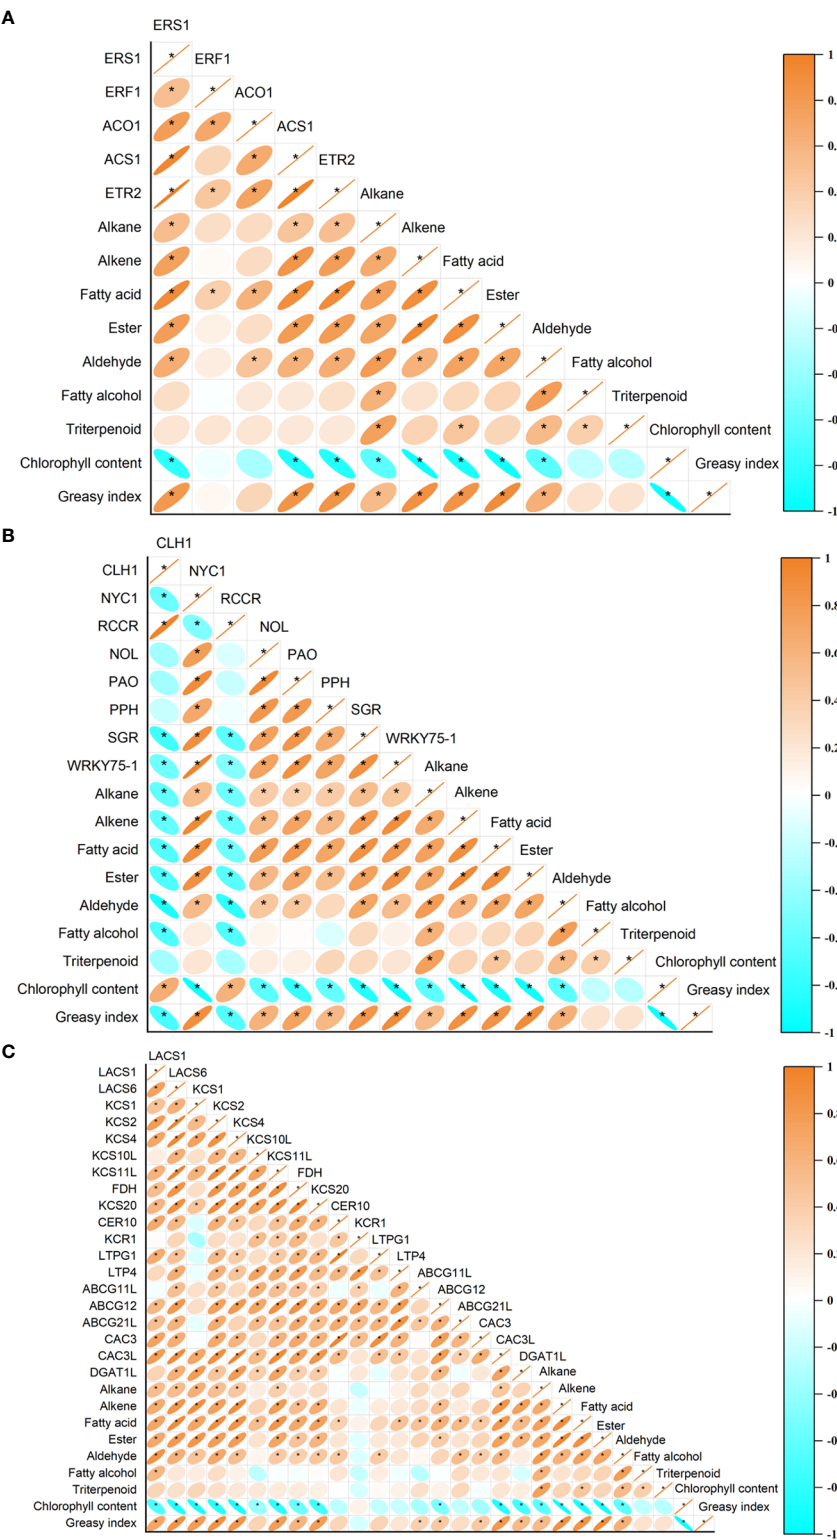 A
ERS1
ERS1 * ERF1
ERF1 * * ACO1
ACO1 * * * ACS1
ACS1 * * * ETR2
ETR2 * * * * * Alkane
Alkane * * * * Alkene
Alkene * * * * *
Fatty acid
Fatty acid * * * * * * * * Ester
Ester * * * * * * * Aldehyde
Aldehyde * * * * * * * * * * Fatty alcohol
Fatty alcohol * * * Triterpenoid
Triterpenoid * * * * * Chlorophyll content
Chlorophyll content * * * * * * * * * Greasy index
Greasy index * * * * * * * * * *
1
0
-1
B
CLH1
CLH1 * NYC1
NYC1 * * RCCR
RCCR * * * NOL
NOL * * PAO
PAO * * * PPH
PPH * * * * SGR
SGR * * * * * * * WRKY75-1
WRKY75-1 * * * * * * * * Alkane
Alkane * * * * * * * * * Alkene
Alkene * * * * * * * * * * Fatty acid
Fatty acid * * * * * * * * * * * Ester
Ester * * * * * * * * * * * * Aldehyde
Aldehyde * * * * * * * * * * * * Fatty alcohol
Fatty alcohol * * * * * Triterpenoid
Triterpenoid * * * * * Chlorophyll content
Chlorophyll content * * * * * * * * * * * * * * Greasy index
Greasy index * * * * * * * * * * * * * * *
1
0.8
0.4
0.2
0
-1
C
LACS1
LACS1 LACS6
LACS6 KCS1
KCS1 KCS2
KCS2 KCS4
KCS4 KCS10L
KCS10L KCS11L
KCS11L FDH
FDH KCS20
KCS20 CER10
CER10 KCR1
KCR1 LTPG1
LTPG1 LTP4
LTP4 ABCG11L
ABCG11L ABCG12
ABCG12 ABCG21L
ABCG21L CAC3
CAC3 CAC3L
CAC3L DGAT1L
DGAT1L Alkane
Alkane Alkene
Alkene Fatty acid
Fatty acid Ester
Ester Aldehyde
Aldehyde Fatty alcohol
Fatty alcohol Triterpenoid
Triterpenoid Chlorophyll content
Chlorophyll content Greasy index
Greasy index
1
0
-1